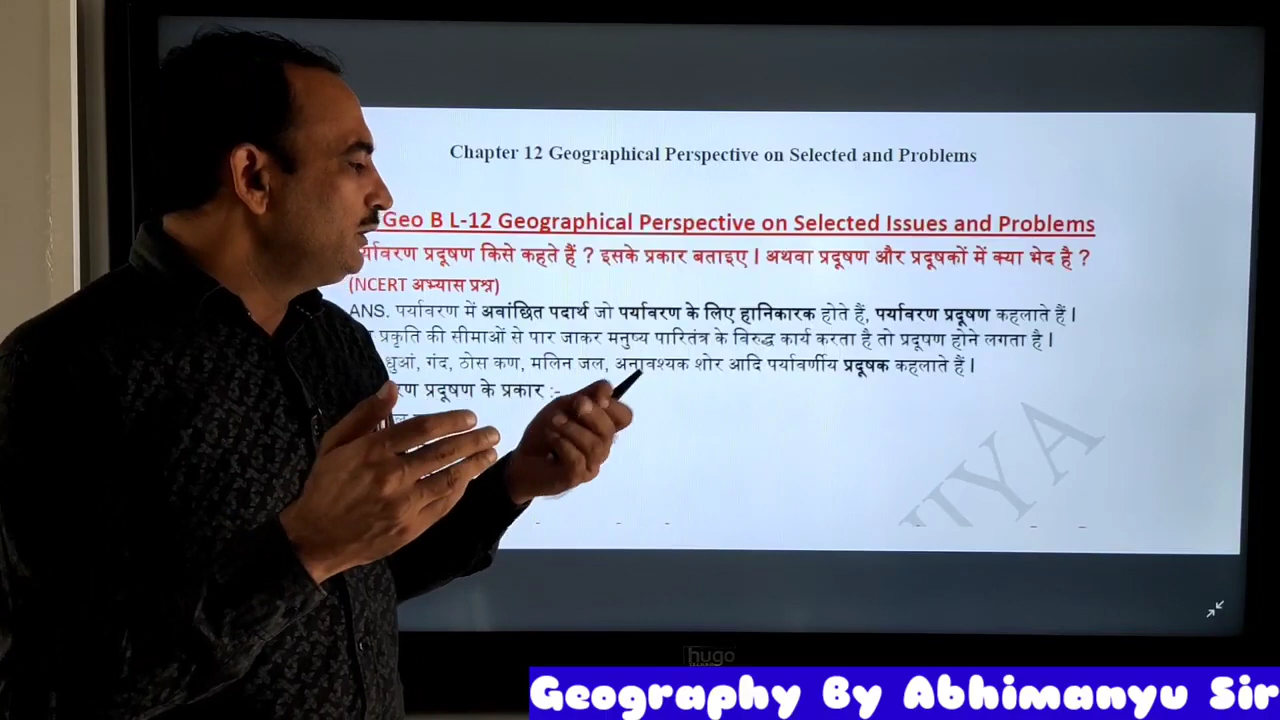 Chapter 12 Geographical Perspective on Selected and Problems
Geo B L-12 Geographical Perspective on Selected Issues and Problems
र्यावरण प्रदूषण किसे कहते हैं ? इसके प्रकार बताइए | अथवा प्रदूषण और प्रदूषकों में क्या भेद है ?
(NCERT अभ्यास प्रश्न)
ANS. पर्यावरण में अवांछित पदार्थ जो पर्यावरण के लिए हानिकारक होते हैं, पर्यावरण प्रदूषण कहलाते हैं |
प्रकृति की सीमाओं से पार जाकर मनुष्य पारितंत्र के विरुद्ध कार्य करता है तो प्रदूषण होने लगता है |
धुआं, गंद, ठोस कण, मलिन जल, अनावश्यक शोर आदि पर्यावर्णीय प्रदूषक कहलाते हैं |
रण प्रदूषण के प्रकार :-
hugo
Geography By Abhimanyu Sir